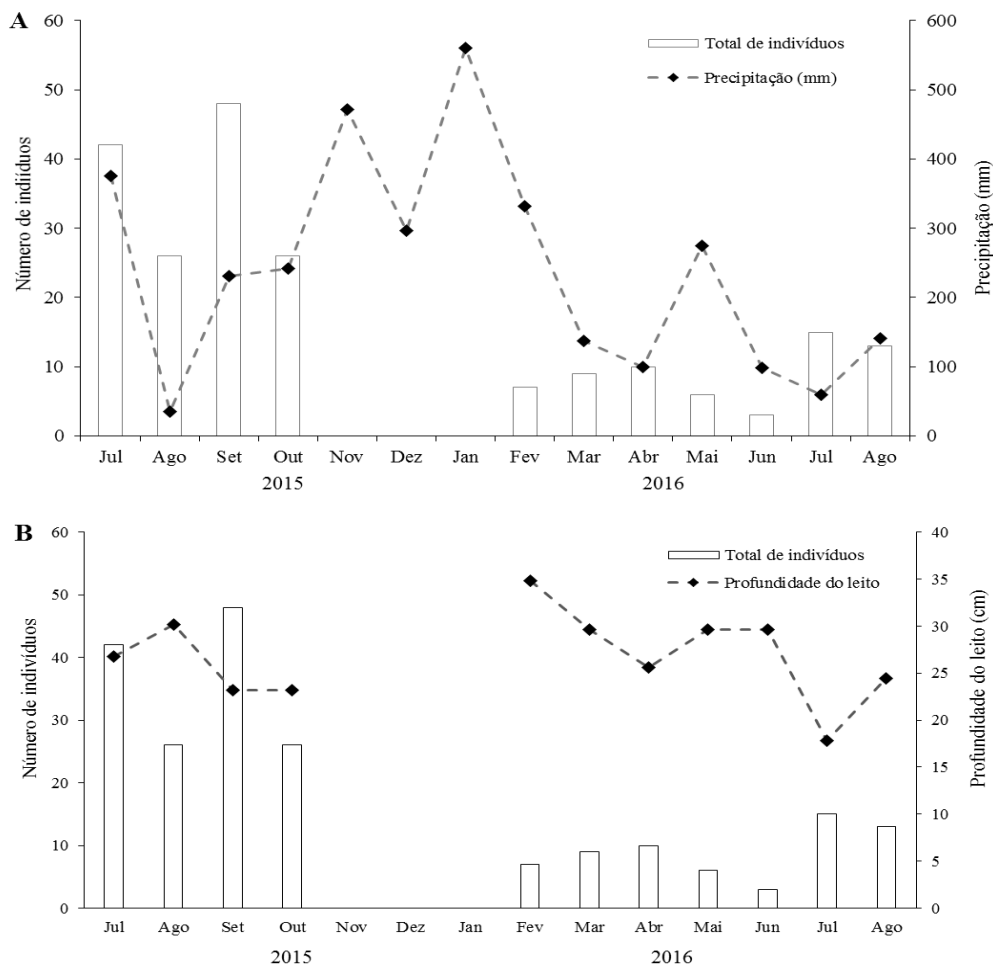 A
Total de indivíduos
Precipitação (mm)
Número de indiíduos
60
50
40
30
20
10
0
600
500
400
300
200
100
0
Precipitação (mm)
Jul Ago Set Out Nov Dez Jan Fev Mar Abr Mai Jun Jul Ago
2015 2016
B
Total de indivíduos
Profundidade do leito
Número de indivíduos
60
50
40
30
20
10
0
40
35
30
25
20
15
10
5
0
Profundidade do leito (cm)
Jul Ago Set Out Nov Dez Jan Fev Mar Abr Mai Jun Jul Ago
2015 2016